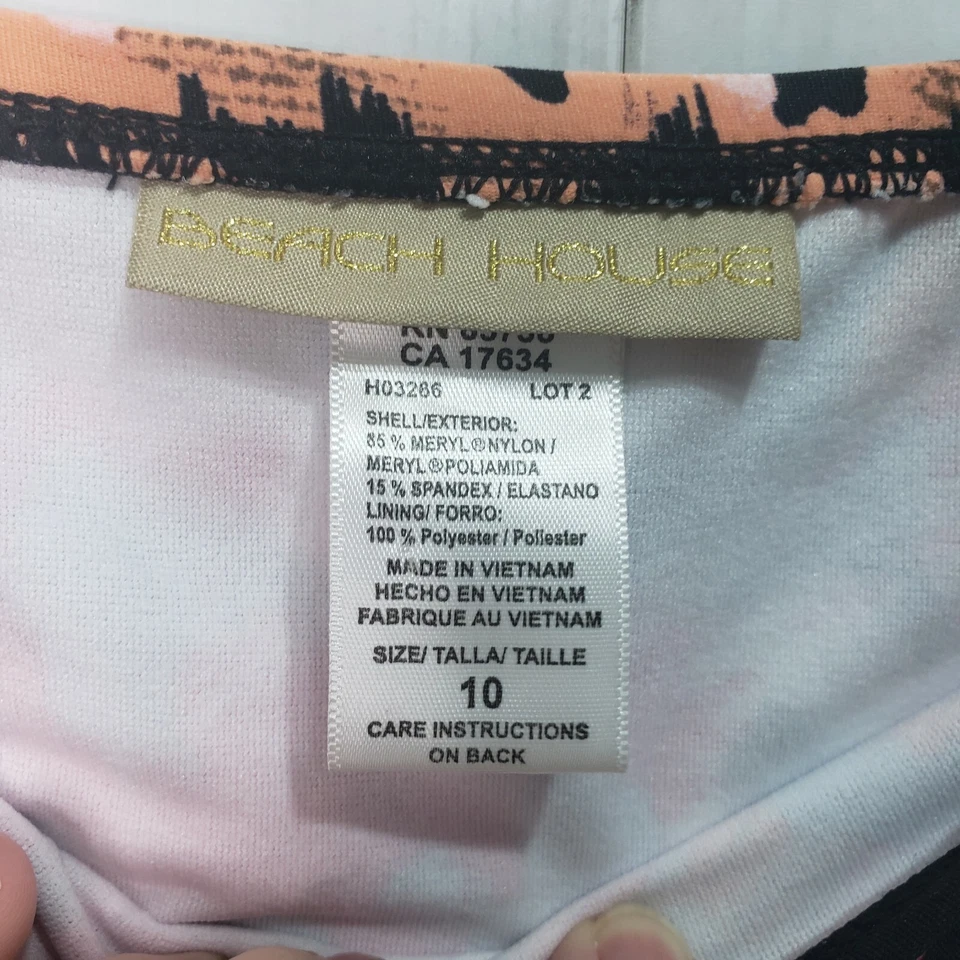 BEACH HOUSE
RN
CA 17634
H03266 LOT 2
SHELL/EXTERIOR:
85 % MERYL®NYLON /
MERYL®POLIAMIDA
15 % SPANDEX / ELASTANO
LINING/ FORRO:
100 % Polyester / Poliester
MADE IN VIETNAM
HECHO EN VIETNAM
FABRIQUE AU VIETNAM
SIZE/ TALLA/ TAILLE
10
CARE INSTRUCTIONS
ON BACK